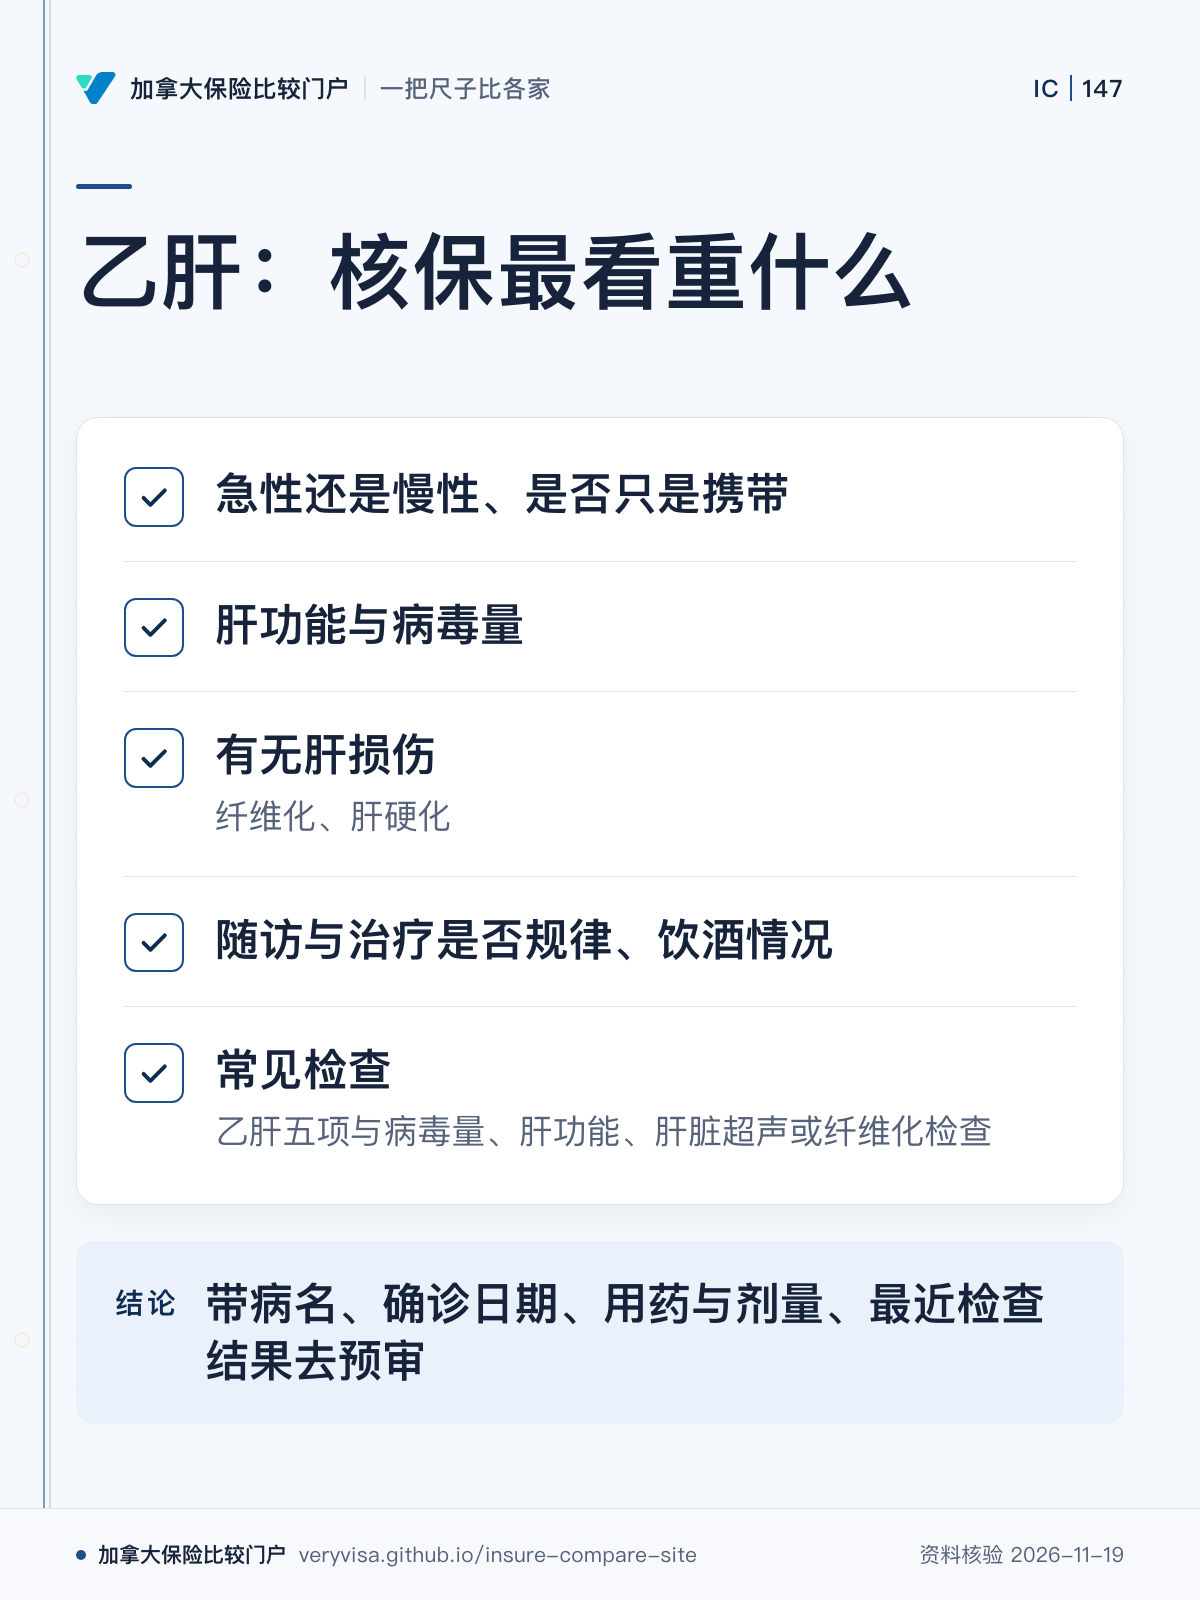 加拿大保险比较门户 一把尺子比各家 IC 147
乙肝：核保最看重什么
急性还是慢性、是否只是携带
肝功能与病毒量
有无肝损伤
纤维化、肝硬化
随访与治疗是否规律、饮酒情况
常见检查
乙肝五项与病毒量、肝功能、肝脏超声或纤维化检查
结论 带病名、确诊日期、用药与剂量、最近检查
结果去预审
加拿大保险比较门户 veryvisa.github.io/insure-compare-site 资料核验 2026-11-19